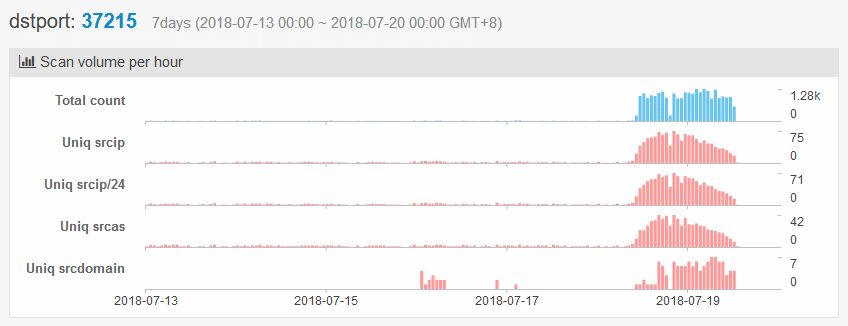 dstport: 37215 7days (2018-07-13 00:00 ~ 2018-07-20 00:00 GMT+8)
Scan volume per hour
Total count 1.28k
0
Uniq srcip 75
0
Uniq srcip/24 71
0
Uniq srcas 42
0
Uniq srcdomain 7
0
2018-07-13 2018-07-15 2018-07-17 2018-07-19